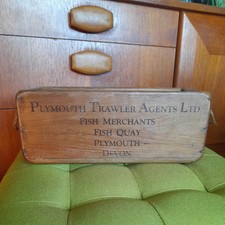 Plymouth Trawler Agents Ltd
Fish Merchants
Fish Quay
Plymouth –
Devon